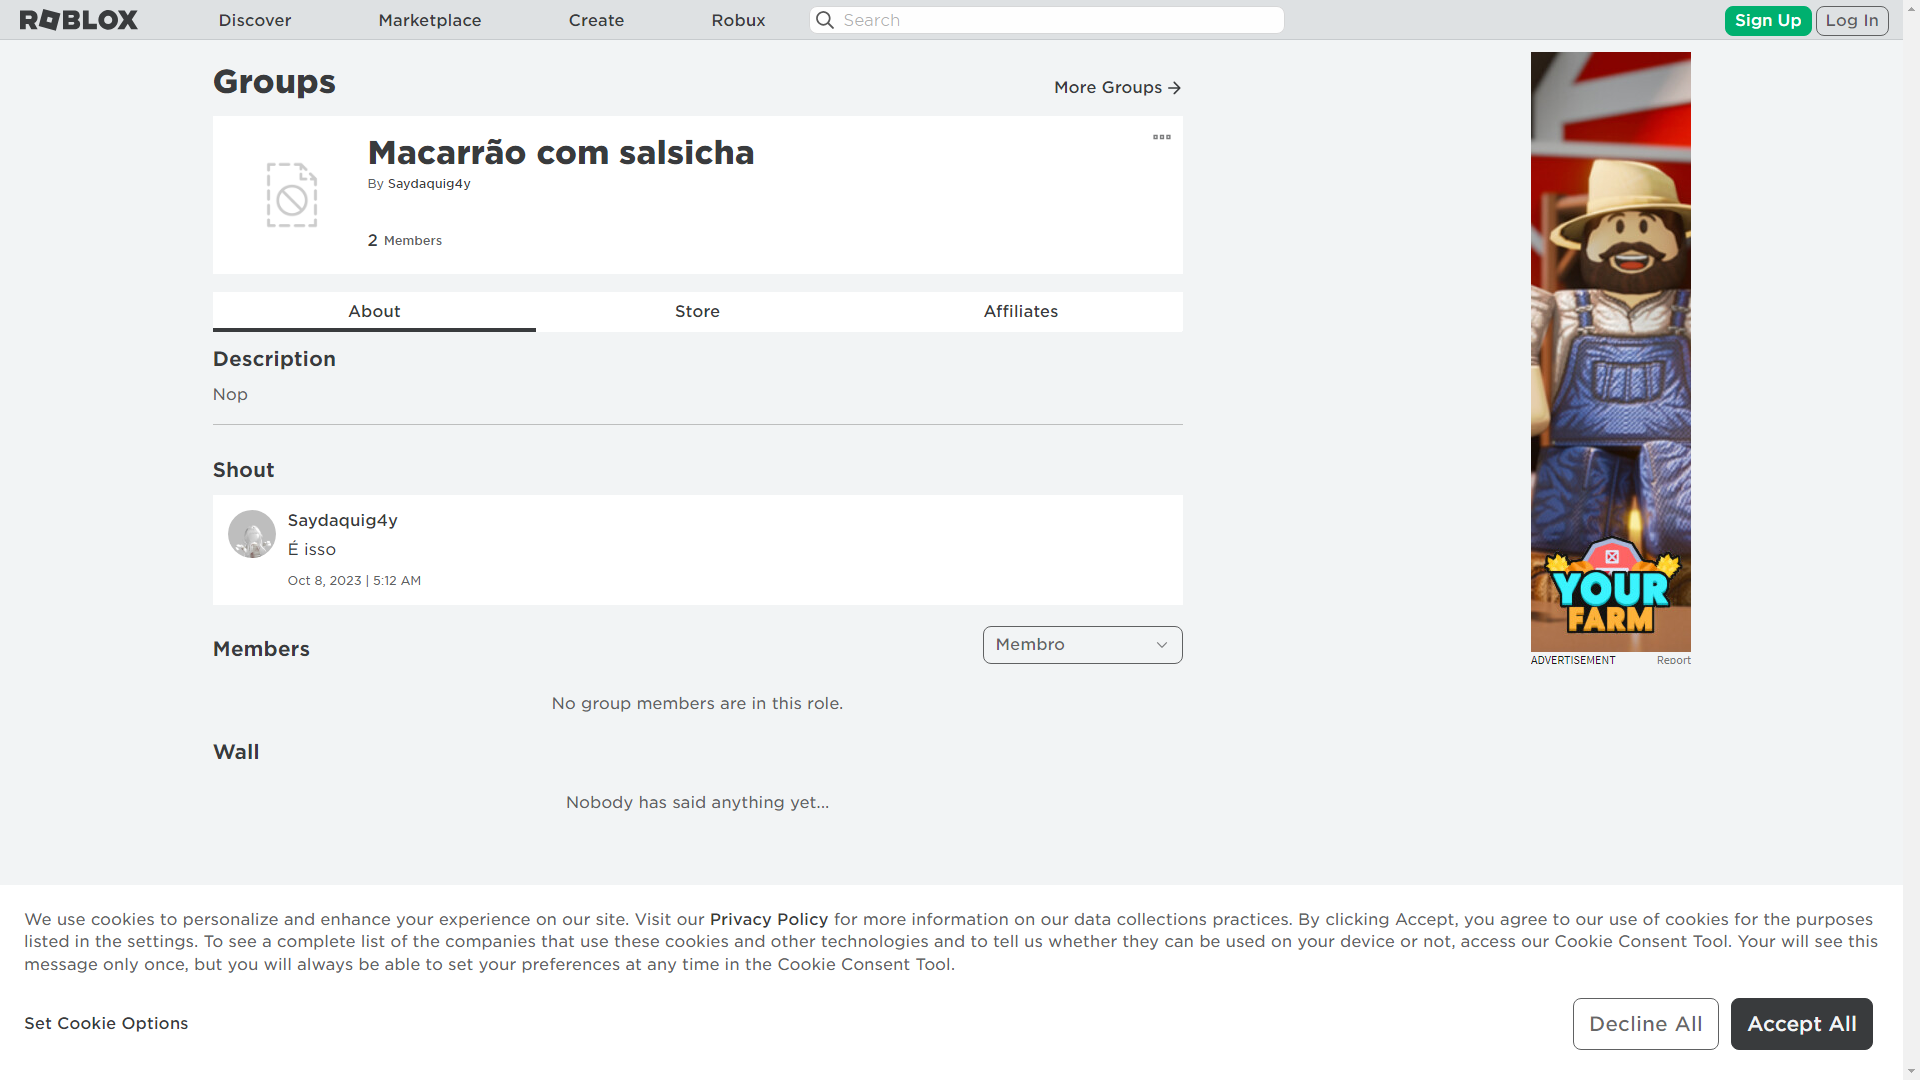 ROBLOX Discover Marketplace Create Robux Search Sign Up Log In
Groups
More Groups
Macarrão com salsicha
By Saydaquig4y
2 Members
About Store Affiliates
Description
Nop
Shout
Saydaquig4y
É isso
Oct 8, 2023 | 5:12 AM
Members
Membro
No group members are in this role.
Wall
Nobody has said anything yet...
YOUR
FARM
ADVERTISEMENT Report
We use cookies to personalize and enhance your experience on our site. Visit our Privacy Policy for more information on our data collections practices. By clicking Accept, you agree to our use of cookies for the purposes
listed in the settings. To see a complete list of the companies that use these cookies and other technologies and to tell us whether they can be used on your device or not, access our Cookie Consent Tool. Your will see this
message only once, but you will always be able to set your preferences at any time in the Cookie Consent Tool.
Set Cookie Options
Decline All
Accept All